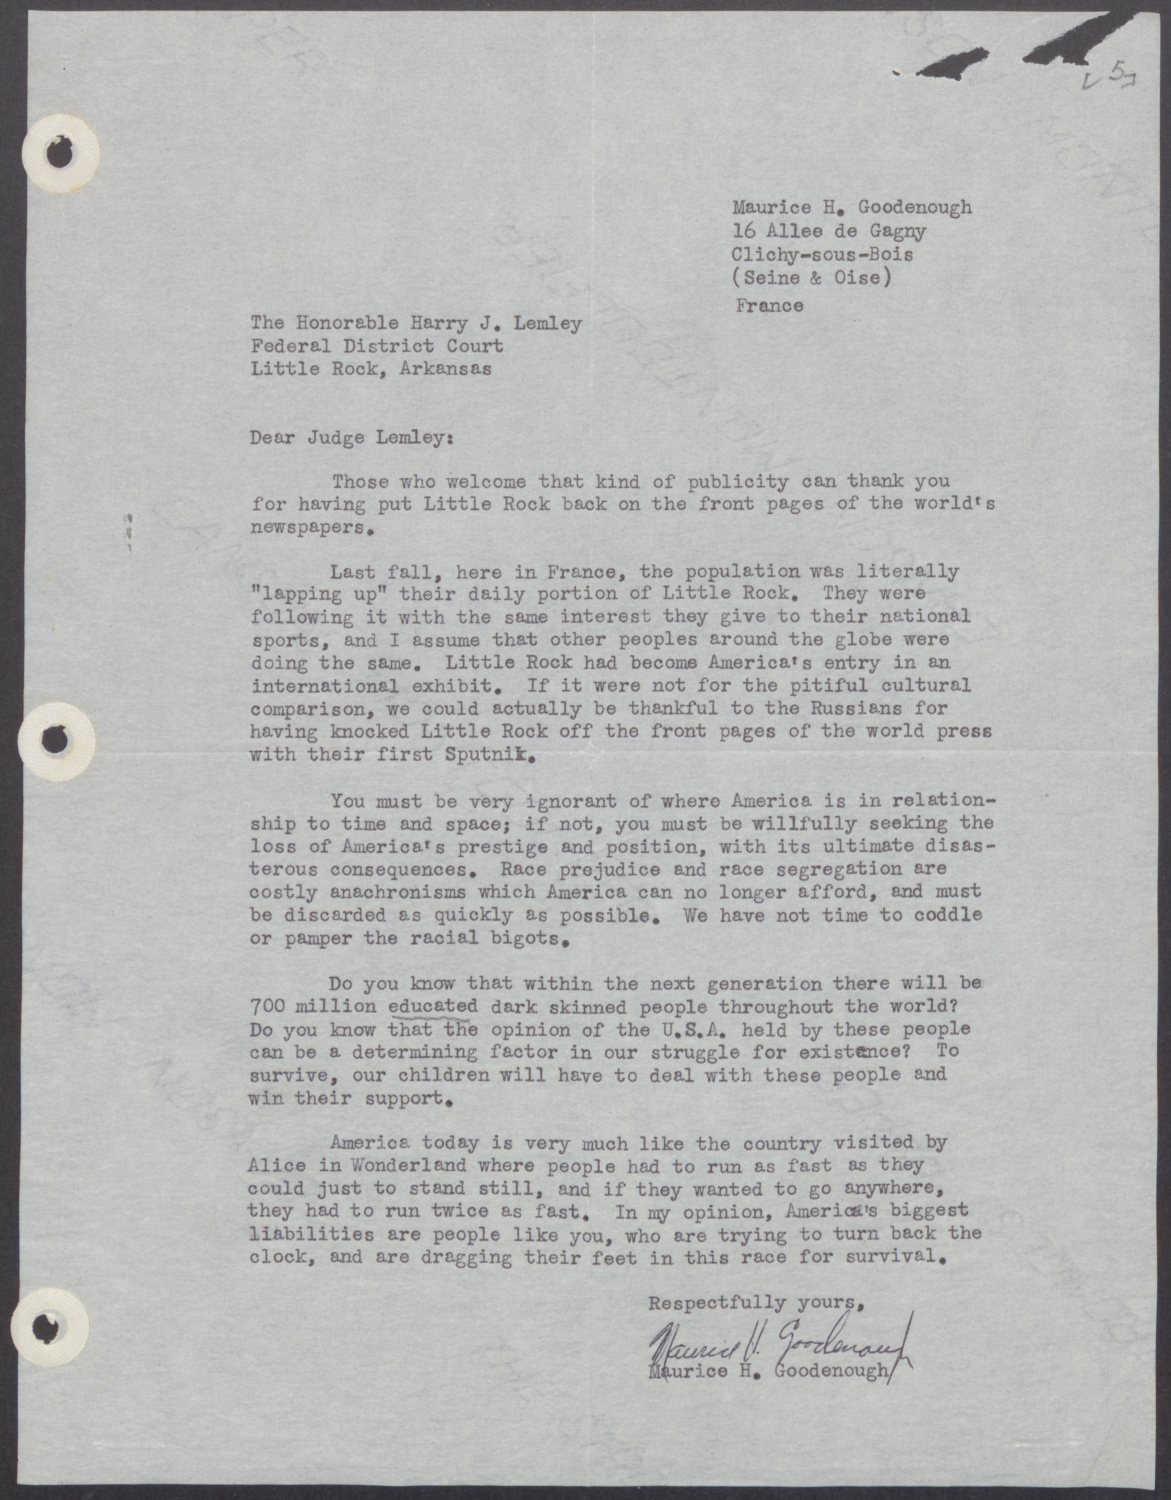 [5]
Maurice H. Goodenough
16 Allee de Gagny
Clichy-sous-Bois
(Seine & Oise)
France
The Honorable Harry J. Lemley
Federal District Court
Little Rock, Arkansas
Dear Judge Lemley:
Those who welcome that kind of publicity can thank you
for having put Little Rock back on the front pages of the world's
newspapers.
Last fall, here in France, the population was literally
"lapping up" their daily portion of Little Rock. They were
following it with the same interest they give to their national
sports, and I assume that other peoples around the globe were
doing the same. Little Rock had become America's entry in an
international exhibit. If it were not for the pitiful cultural
comparison, we could actually be thankful to the Russians for
having knocked Little Rock off the front pages of the world press
with their first Sputnik.
You must be very ignorant of where America is in relation-
ship to time and space; if not, you must be willfully seeking the
loss of America's prestige and position, with its ultimate disas-
terous consequences. Race prejudice and race segregation are
costly anachronisms which America can no longer afford, and must
be discarded as quickly as possible. We have not time to coddle
or pamper the racial bigots.
Do you know that within the next generation there will be
700 million educated dark skinned people throughout the world?
Do you know that the opinion of the U.S.A. held by these people
can be a determining factor in our struggle for existence? To
survive, our children will have to deal with these people and
win their support.
America today is very much like the country visited by
Alice in Wonderland where people had to run as fast as they
could just to stand still, and if they wanted to go anywhere,
they had to run twice as fast. In my opinion, America's biggest
liabilities are people like you, who are trying to turn back the
clock, and are dragging their feet in this race for survival.
Respectfully yours,
Maurice H. Goodenough
Maurice H. Goodenough